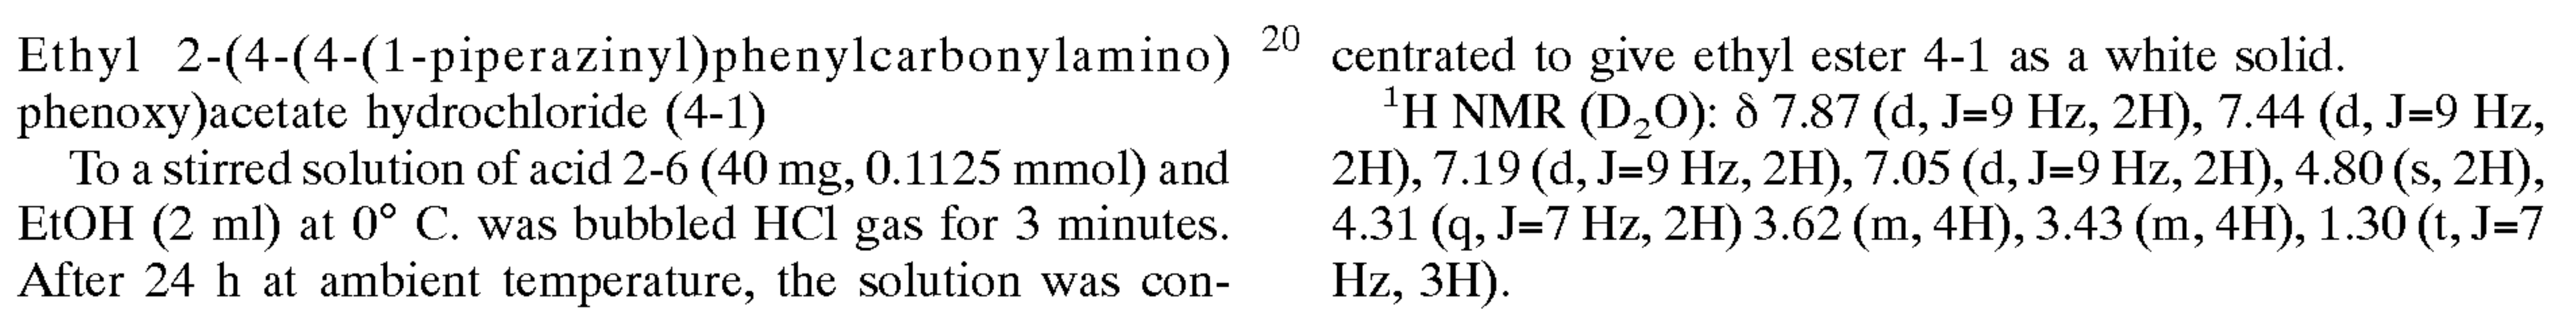 Ethyl 2-(4-(4-(1-piperazinyl)phenylcarbonylamino)
phenoxy)acetate hydrochloride (4-1)
To a stirred solution of acid 2-6 (40 mg, 0.1125 mmol) and
EtOH (2 ml) at 0° C. was bubbled HCl gas for 3 minutes.
After 24 h at ambient temperature, the solution was con-
20
centrated to give ethyl ester 4-1 as a white solid.
¹H NMR (D₂O): δ 7.87 (d, J=9 Hz, 2H), 7.44 (d, J=9 Hz,
2H), 7.19 (d, J=9 Hz, 2H), 7.05 (d, J=9 Hz, 2H), 4.80 (s, 2H),
4.31 (q, J=7 Hz, 2H) 3.62 (m, 4H), 3.43 (m, 4H), 1.30 (t, J=7
Hz, 3H).